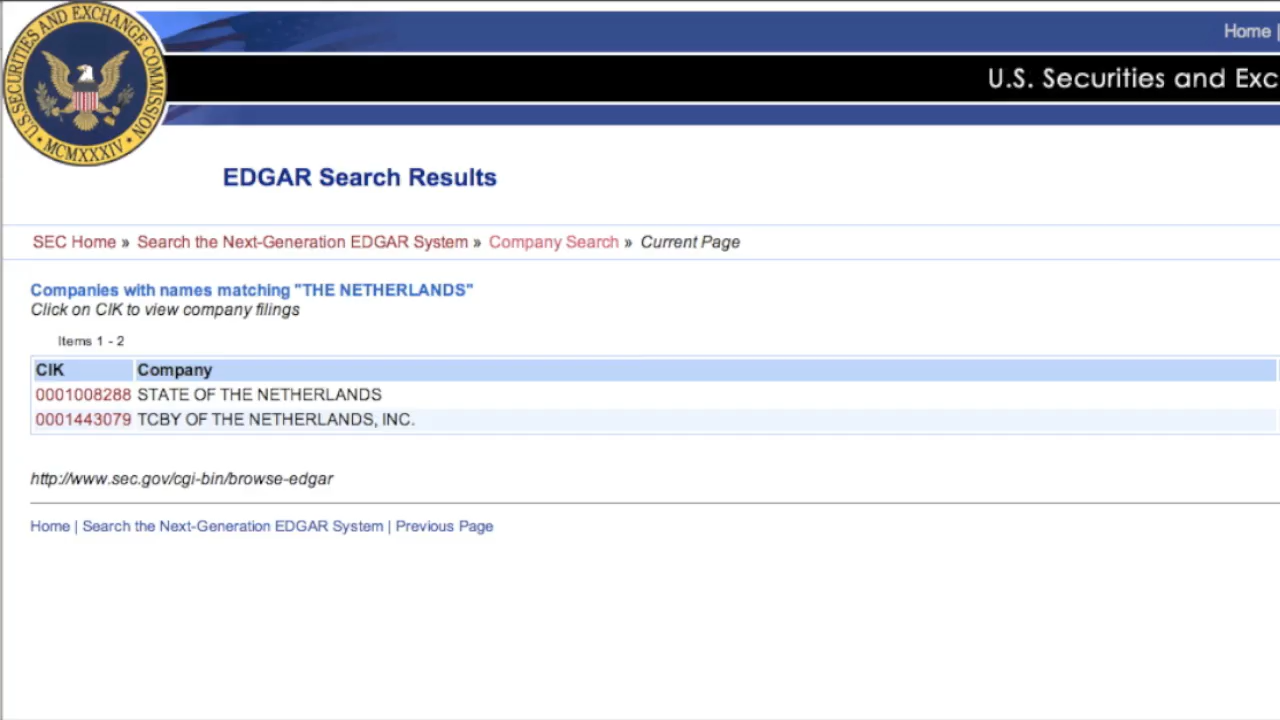 U.S. SECURITIES AND EXCHANGE COMMISSION
MCMXXXIV
Home |
U.S. Securities and Exc
EDGAR Search Results
SEC Home » Search the Next-Generation EDGAR System » Company Search » Current Page
Companies with names matching "THE NETHERLANDS"
Click on CIK to view company filings
Items 1 - 2
CIK Company
0001008288 STATE OF THE NETHERLANDS
0001443079 TCBY OF THE NETHERLANDS, INC.
http://www.sec.gov/cgi-bin/browse-edgar
Home | Search the Next-Generation EDGAR System | Previous Page